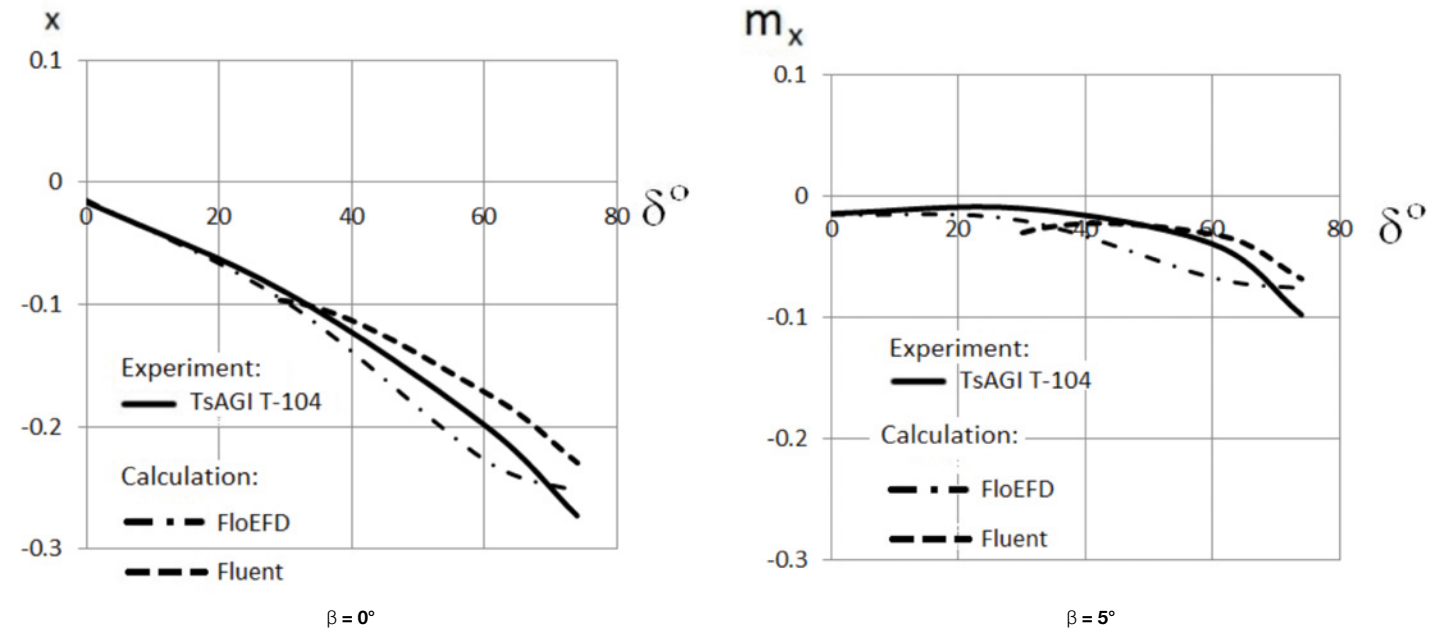 x
0.1
0
0 20 40 60 80 δ°
-0.1
Experiment:
TsAGI T-104
-0.2
Calculation:
FloEFD
-0.3
Fluent
β = 0°
m x
0.1
0
0 20 40 60 80 δ°
-0.1
Experiment:
TsAGI T-104
-0.2
Calculation:
FloEFD
Fluent
-0.3
β = 5°